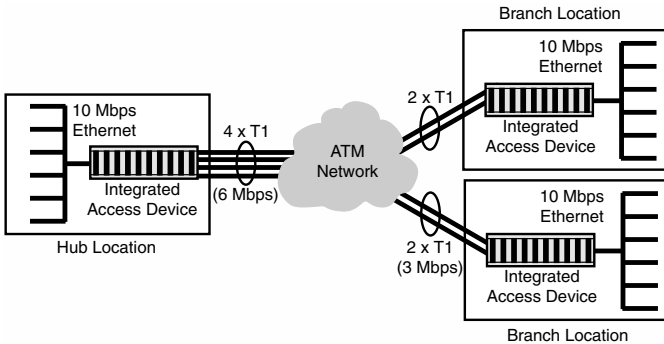 10 Mbps
Ethernet
Integrated
Access Device
Hub Location
4 x T1
(6 Mbps)
ATM
Network
2 x T1
Branch Location
10 Mbps
Ethernet
Integrated
Access Device
2 x T1
(3 Mbps)
10 Mbps
Ethernet
Integrated
Access Device
Branch Location